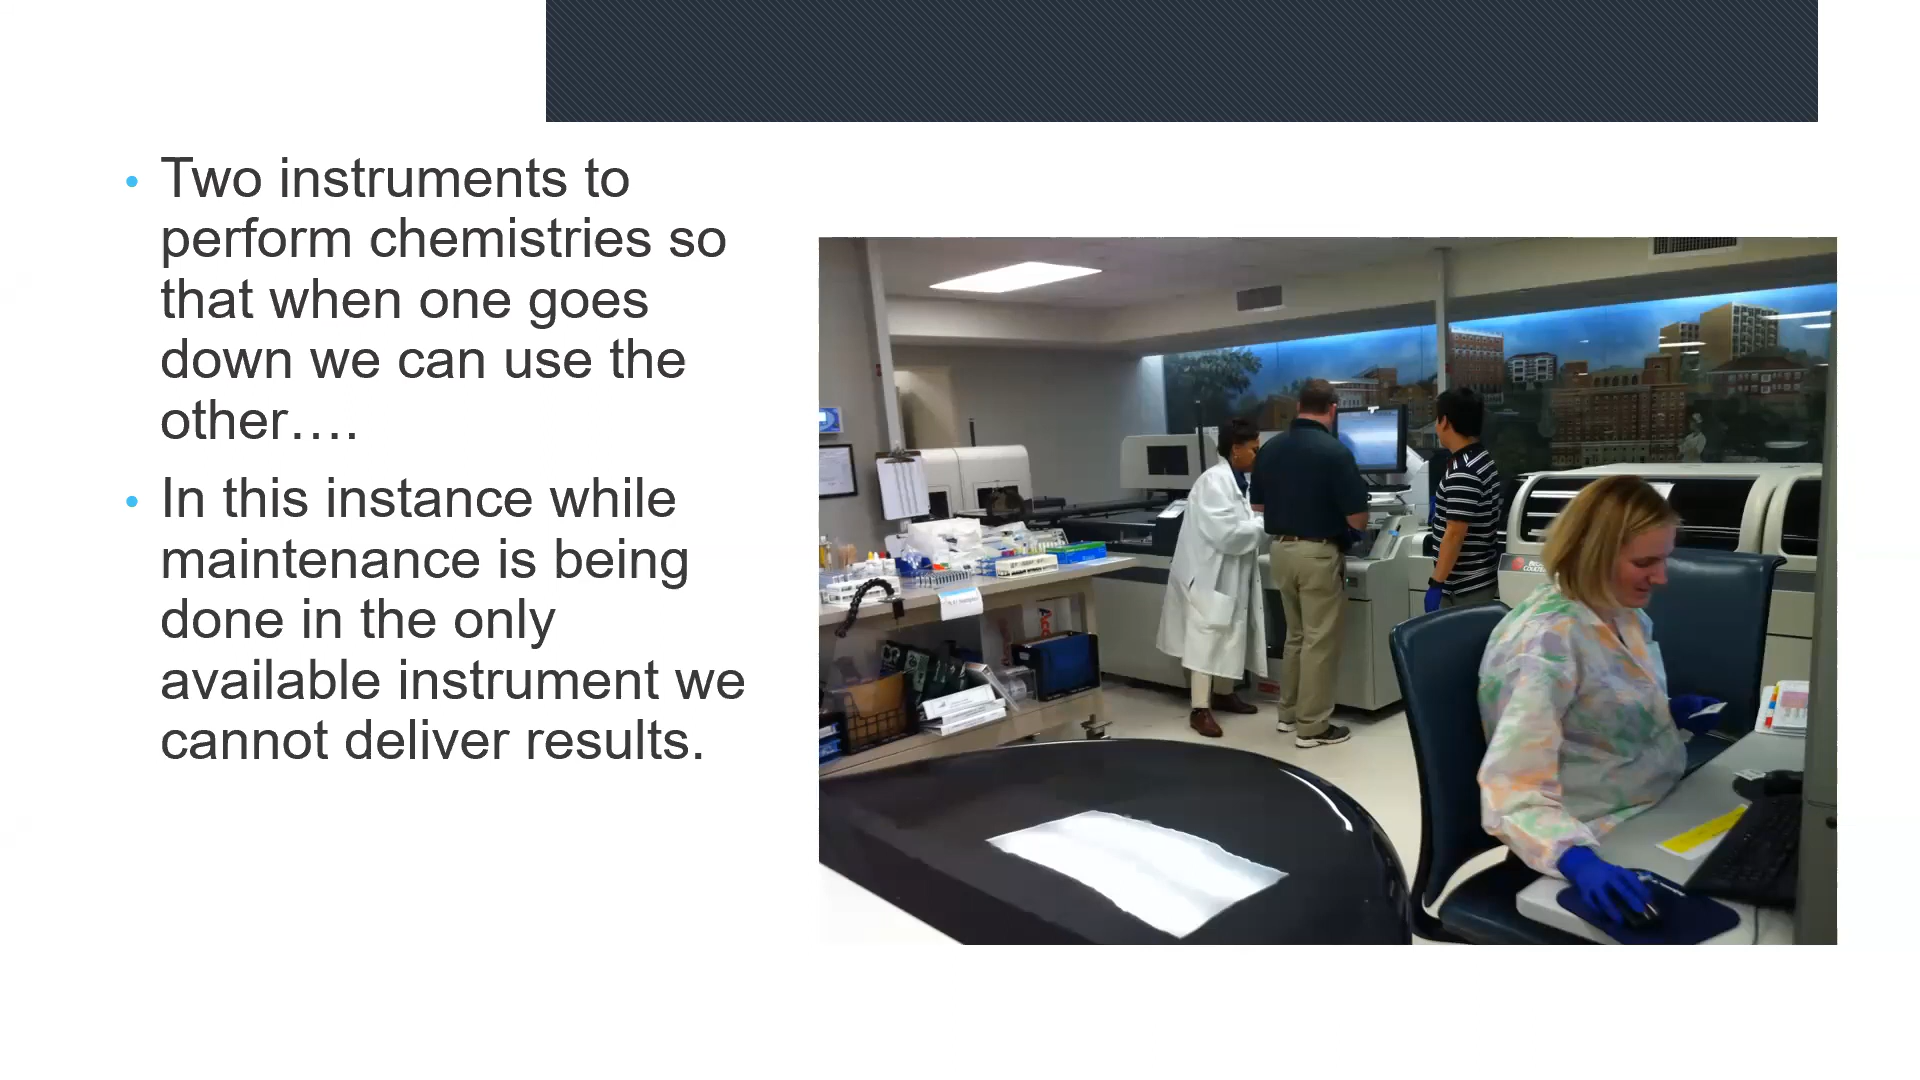 • Two instruments to
perform chemistries so
that when one goes
down we can use the
other….
• In this instance while
maintenance is being
done in the only
available instrument we
cannot deliver results.